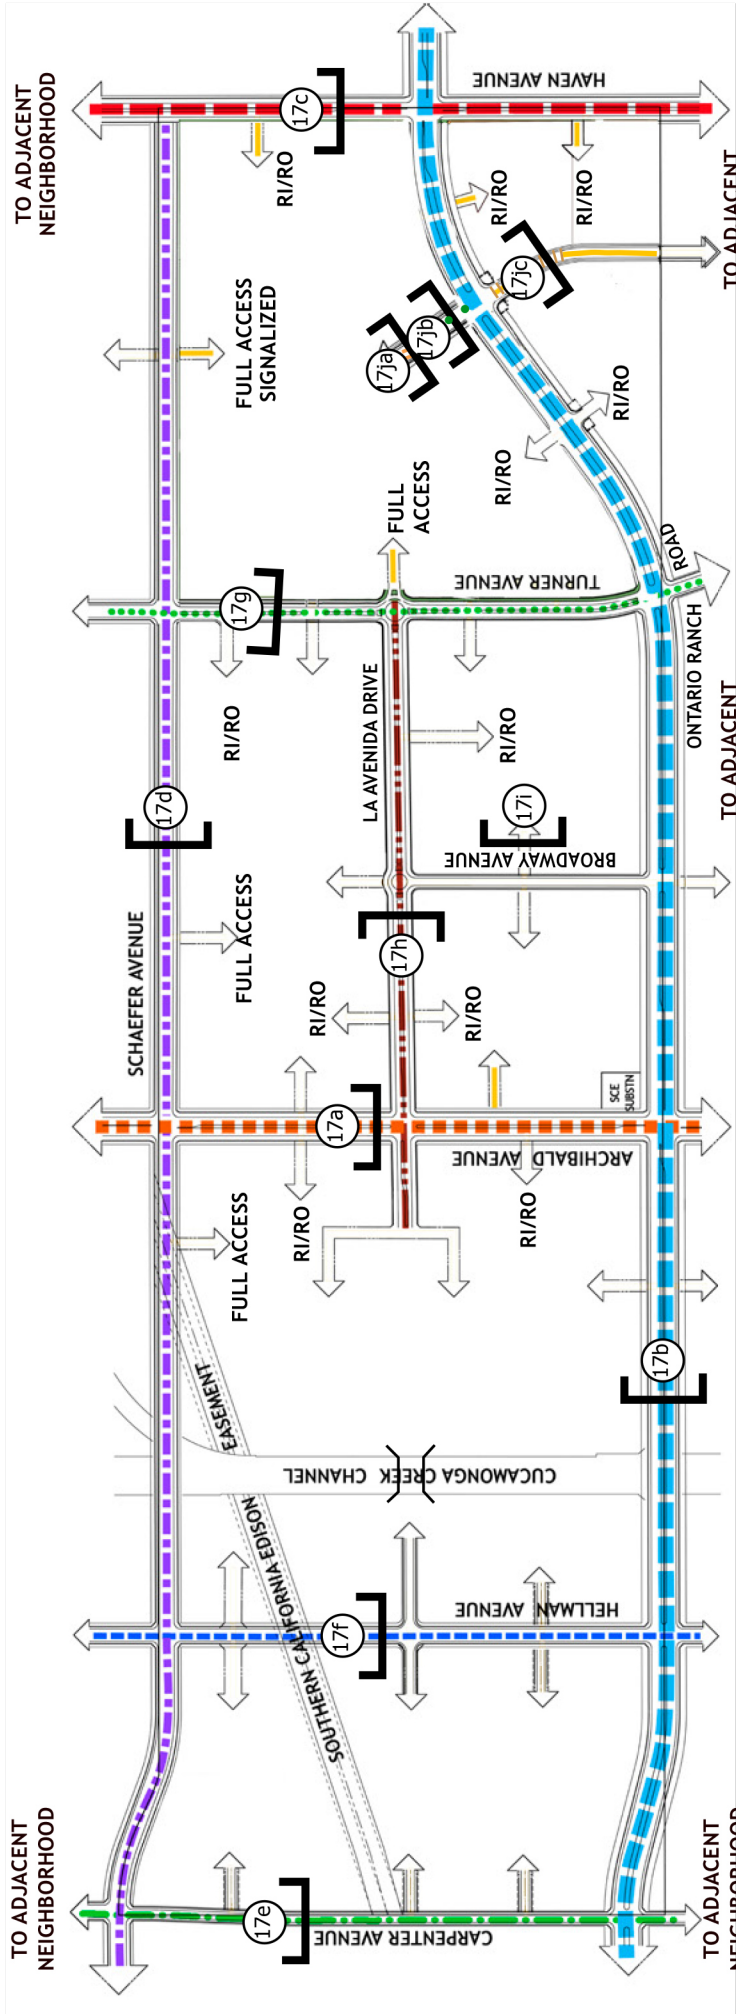 TO ADJACENT
NEIGHBORHOOD
HAVEN AVENUE
17c
RI/RO
RI/RO
RI/RO
TO ADJACENT
17jc
17jb
17ja
FULL ACCESS
SIGNALIZED
RI/RO
RI/RO
FULL
ACCESS
TURNER AVENUE
17g
ROAD
ONTARIO RANCH
RI/RO
LA AVENIDA DRIVE
RI/RO
TO ADJACENT
17d
17i
BROADWAY AVENUE
SCHAEFER AVENUE
FULL ACCESS
17h
RI/RO
RI/RO
SCE
SUBSTN
17a
ARCHIBALD AVENUE
RI/RO
RI/RO
FULL ACCESS
17b
SOUTHERN CALIFORNIA EDISON EASEMENT
CUCAMONGA CREEK CHANNEL
HELLMAN AVENUE
17f
TO ADJACENT
NEIGHBORHOOD
17e
CARPENTER AVENUE
TO ADJACENT
NEIGHBORHOOD